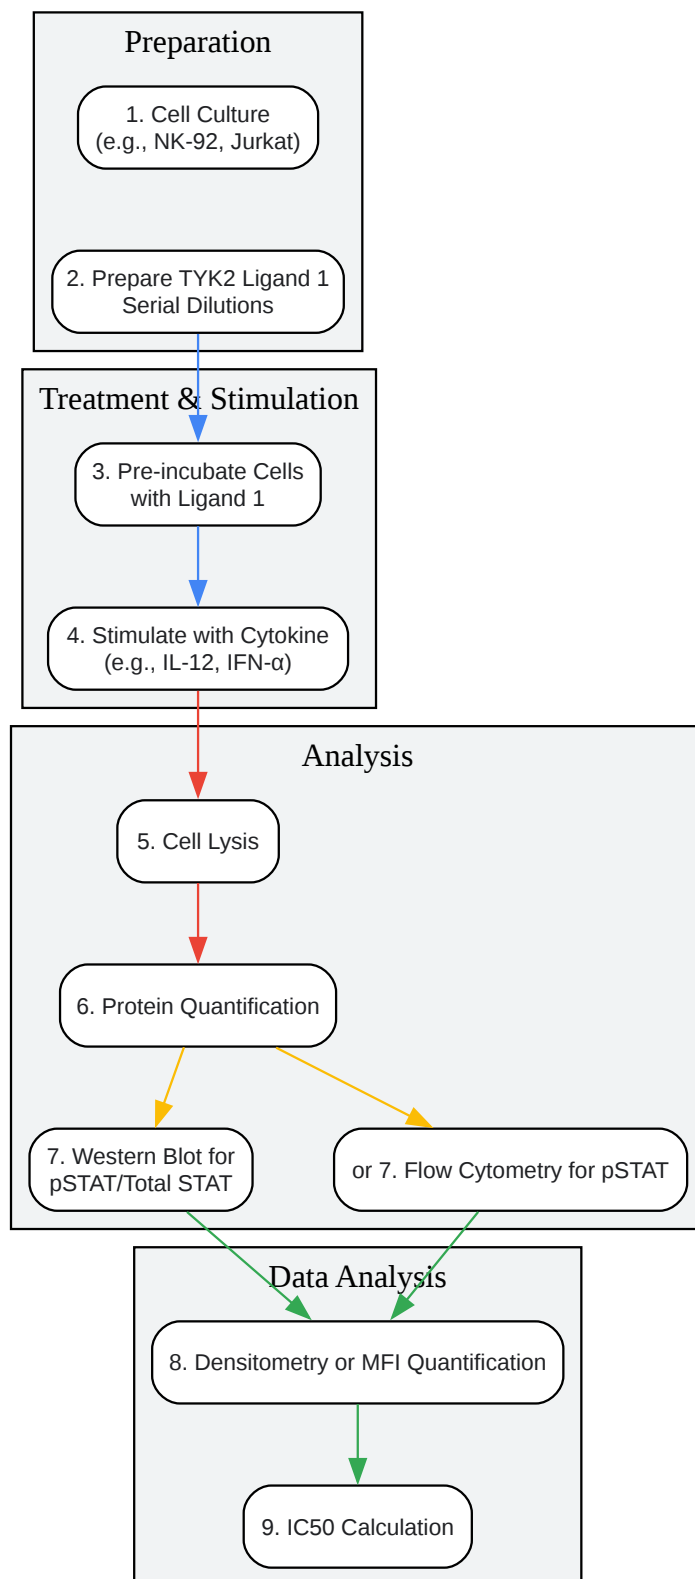 Preparation
1. Cell Culture
(e.g., NK-92, Jurkat)
2. Prepare TYK2 Ligand 1
Serial Dilutions
Treatment & Stimulation
3. Pre-incubate Cells
with Ligand 1
4. Stimulate with Cytokine
(e.g., IL-12, IFN-α)
Analysis
5. Cell Lysis
6. Protein Quantification
7. Western Blot for
pSTAT/Total STAT
or 7. Flow Cytometry for pSTAT
Data Analysis
8. Densitometry or MFI Quantification
9. IC50 Calculation